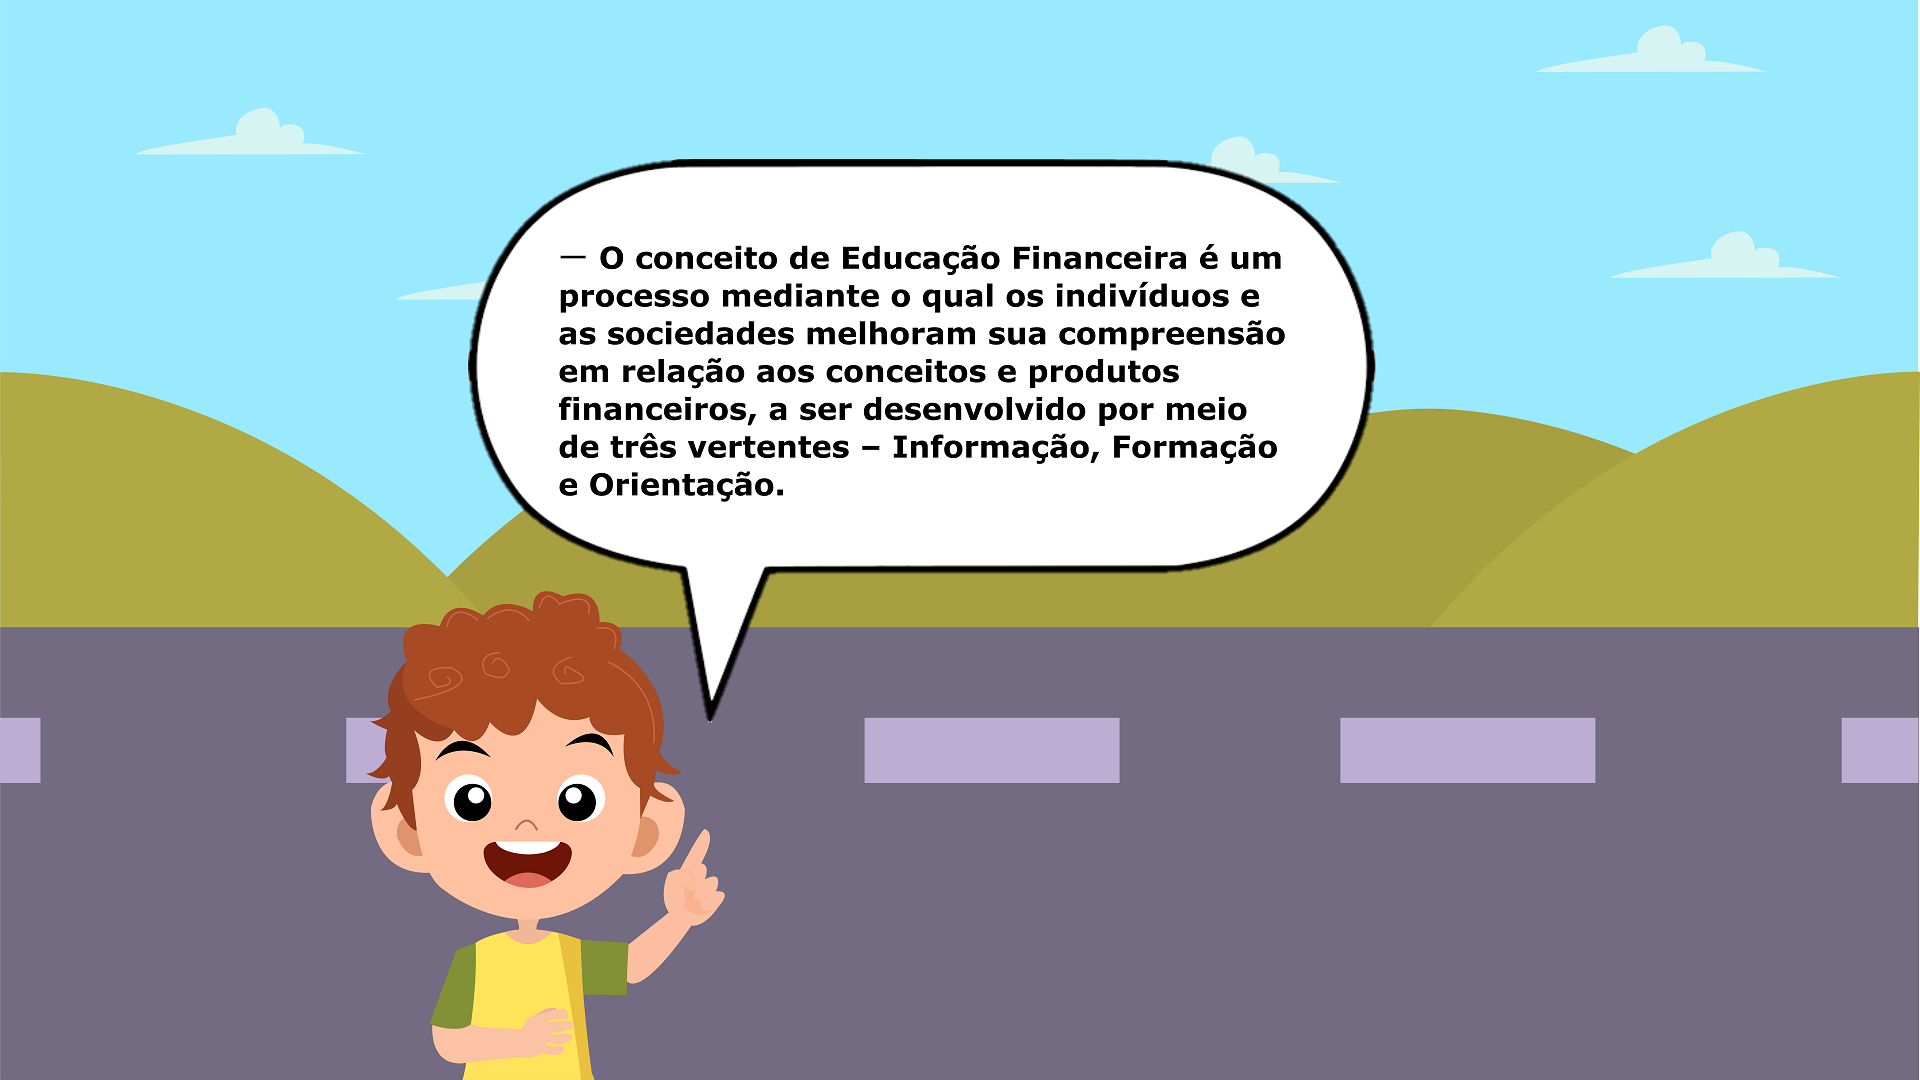 — O conceito de Educação Financeira é um
processo mediante o qual os indivíduos e
as sociedades melhoram sua compreensão
em relação aos conceitos e produtos
financeiros, a ser desenvolvido por meio
de três vertentes – Informação, Formação
e Orientação.